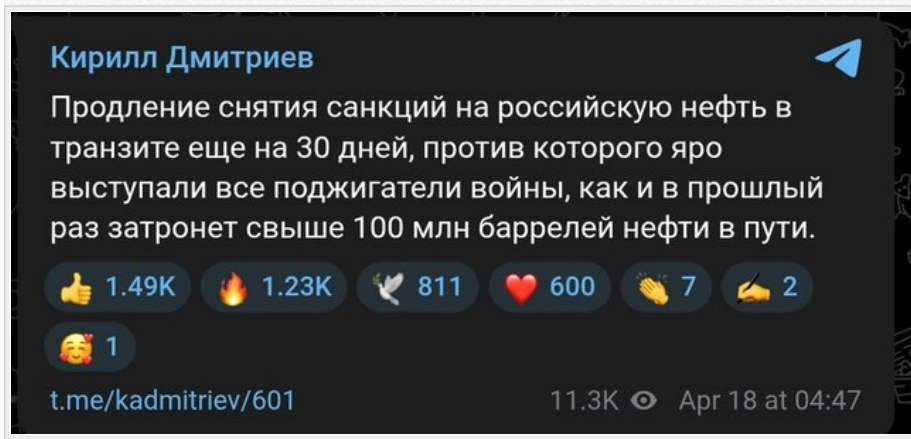 Кирилл Дмитриев
Продление снятия санкций на российскую нефть в
транзите еще на 30 дней, против которого яро
выступали все поджигатели войны, как и в прошлый
раз затронет свыше 100 млн баррелей нефти в пути.
👍 1.49K 🔥 1.23K 🕊 811 ❤️ 600 👏 7 ✍️ 2
🥰 1
t.me/kadmitriev/601 11.3K Apr 18 at 04:47